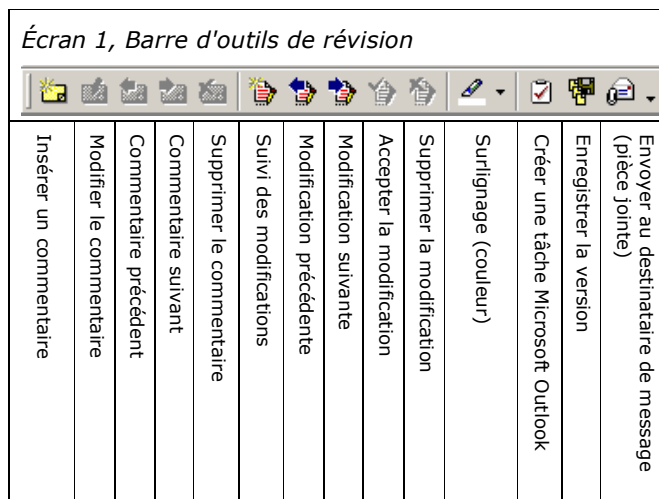 Écran 1, Barre d'outils de révision
Insérer un commentaire
Modifier le commentaire
Commentaire précédent
Commentaire suivant
Supprimer le commentaire
Suivi des modifications
Modification précédente
Modification suivante
Accepter la modification
Supprimer la modification
Surlignage (couleur)
Créer une tâche Microsoft Outlook
Enregistrer la version
Envoyer au destinataire de message
(pièce jointe)